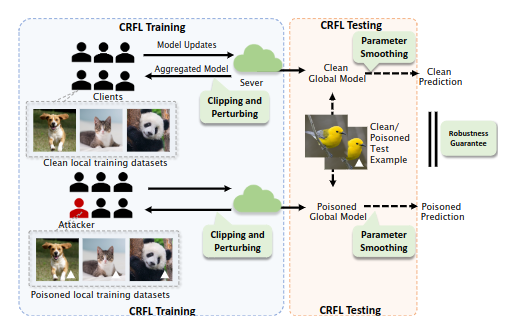 CRFL Training
CRFL Testing
Model Updates
Aggregated Model
Sever
Clients
Clipping and
Perturbing
Clean local training datasets
Parameter
Smoothing
Clean
Global Model
Clean
Prediction
Clean/
Poisoned
Test
Example
Robustness
Guarantee
Attacker
Clipping and
Perturbing
Poisoned local training datasets
Poisoned
Global Model
Poisoned
Prediction
Parameter
Smoothing
CRFL Training
CRFL Testing